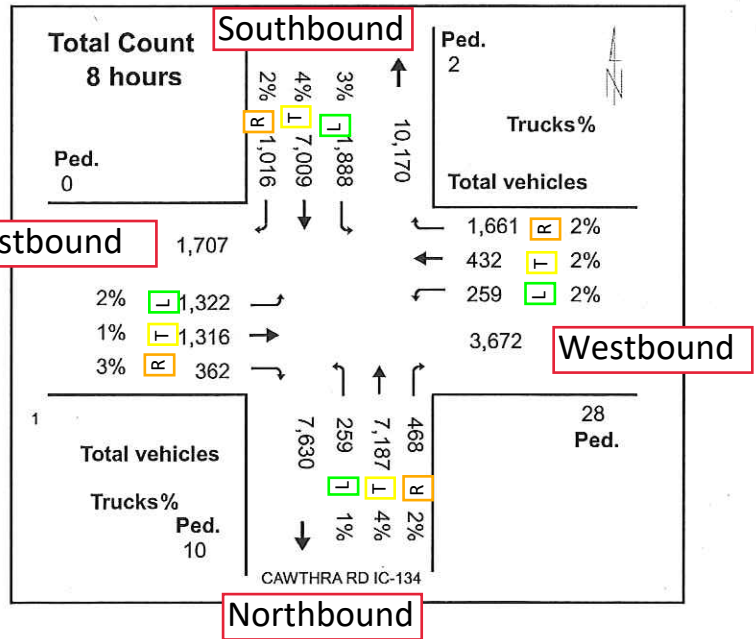 Total Count
8 hours
Southbound
2% R 1,016
4% T 7,009
3% L 1,888
10,170
Ped.
2
N
Trucks%
Total vehicles
Ped.
0
stbound
1,707
1,661 R 2%
432 T 2%
259 L 2%
2% L 1,322
1% T 1,316
3% R 362
3,672
Westbound
1
Total vehicles
Trucks%
Ped.
10
7,630
259 L 1%
7,187 T 4%
468 R 2%
28
Ped.
CAWTHRA RD IC-134
Northbound